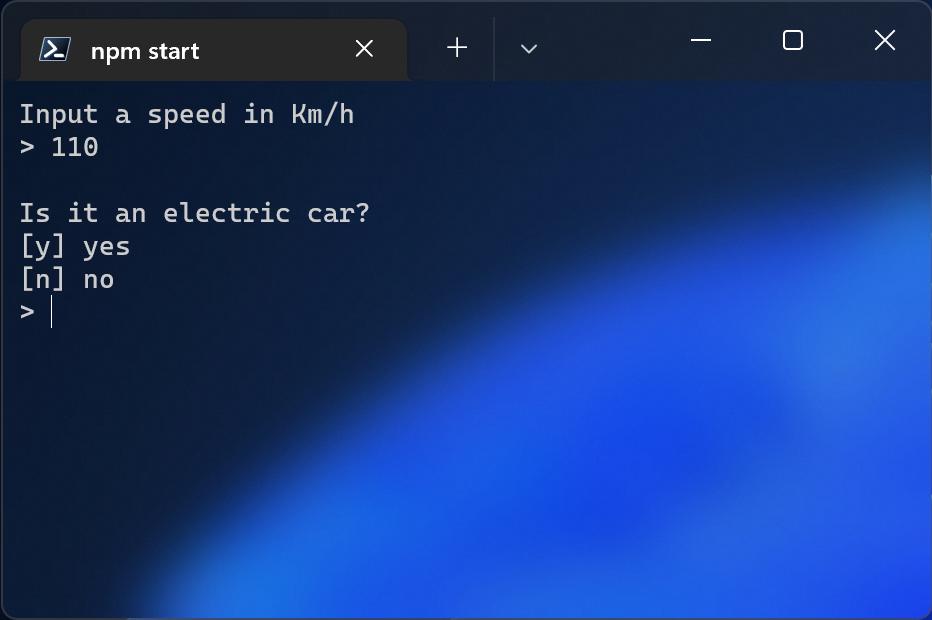 npm start
Input a speed in Km/h
> 110
Is it an electric car?
[y] yes
[n] no
>